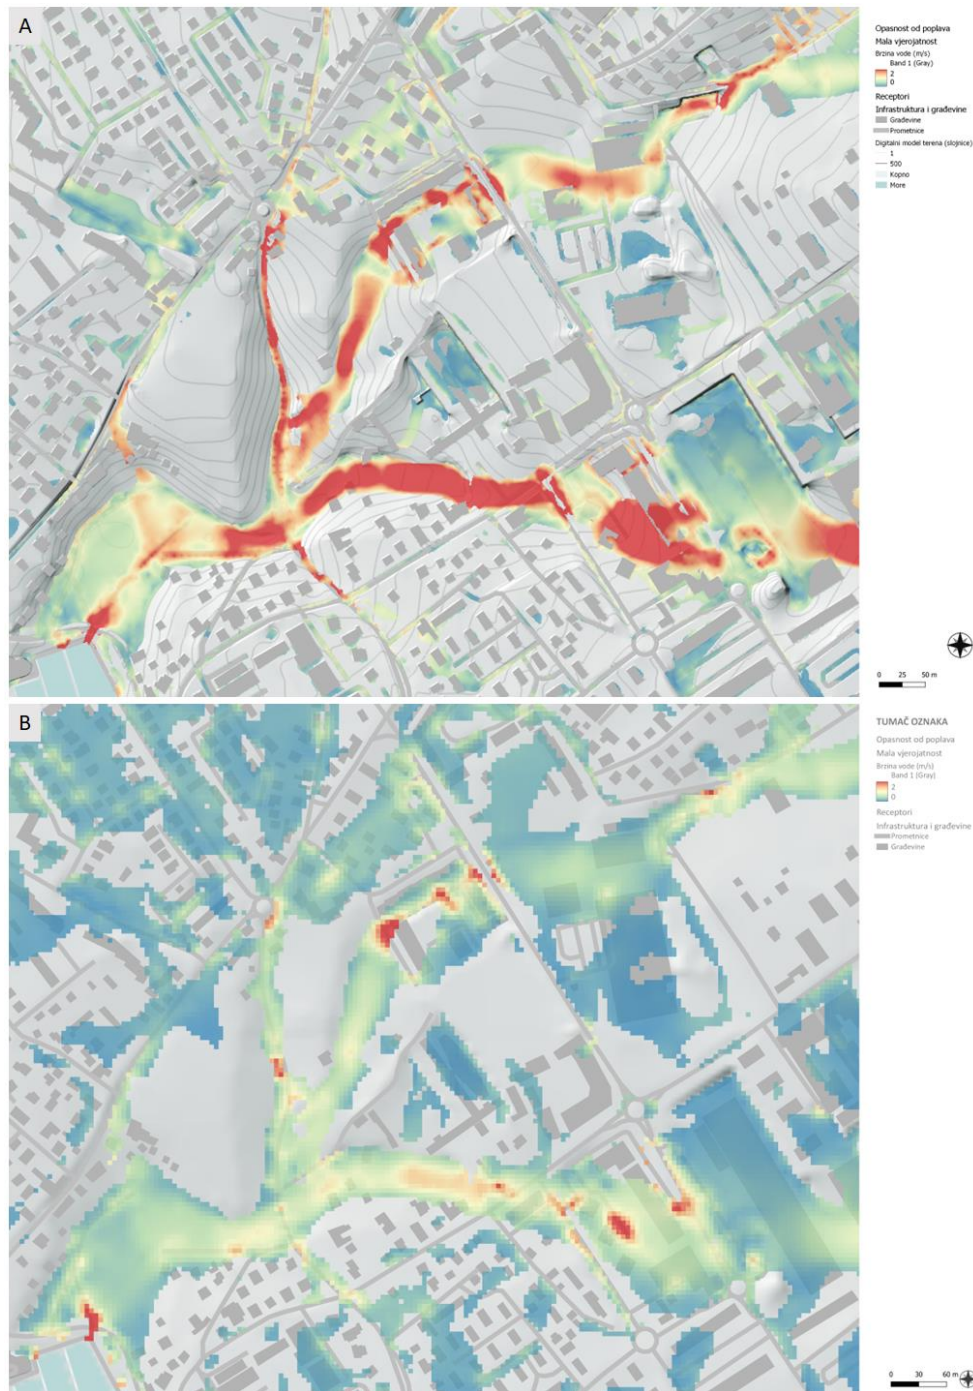 A
Opasnost od poplava
Mala vjerojatnost
Brzina vode (m/s)
Band 1 (Gray)
2
0
Receptori
Infrastruktura i građevine
Građevine
Prometnice
Digitalni model terena (slojnice)
1
500
Kopno
More
0 25 50 m
B
TUMAČ OZNAKA
Opasnost od poplava
Mala vjerojatnost
Brzina vode (m/s)
Band 1 (Gray)
2
0
Receptori
Infrastruktura i građevine
Prometnice
Građevine
0 30 60 m